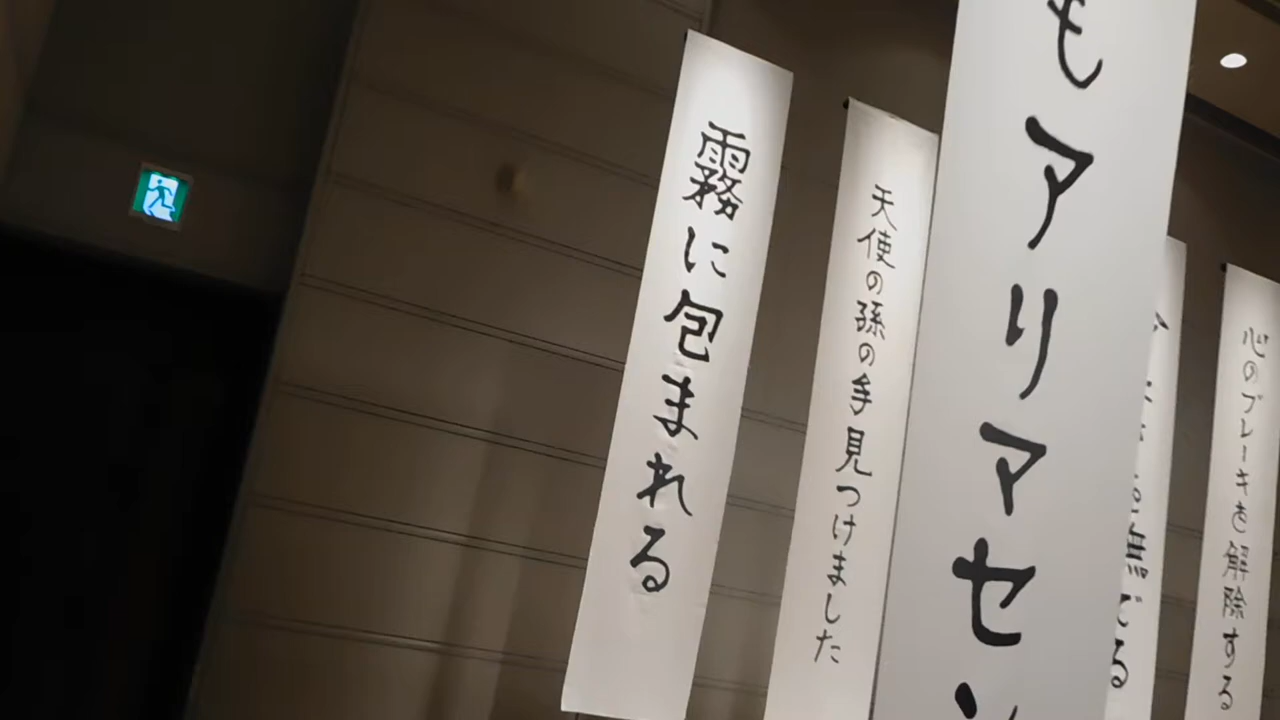 霧に包まれる
天使の孫の手見つけました
もアリマセン
心のブレーキを解除する